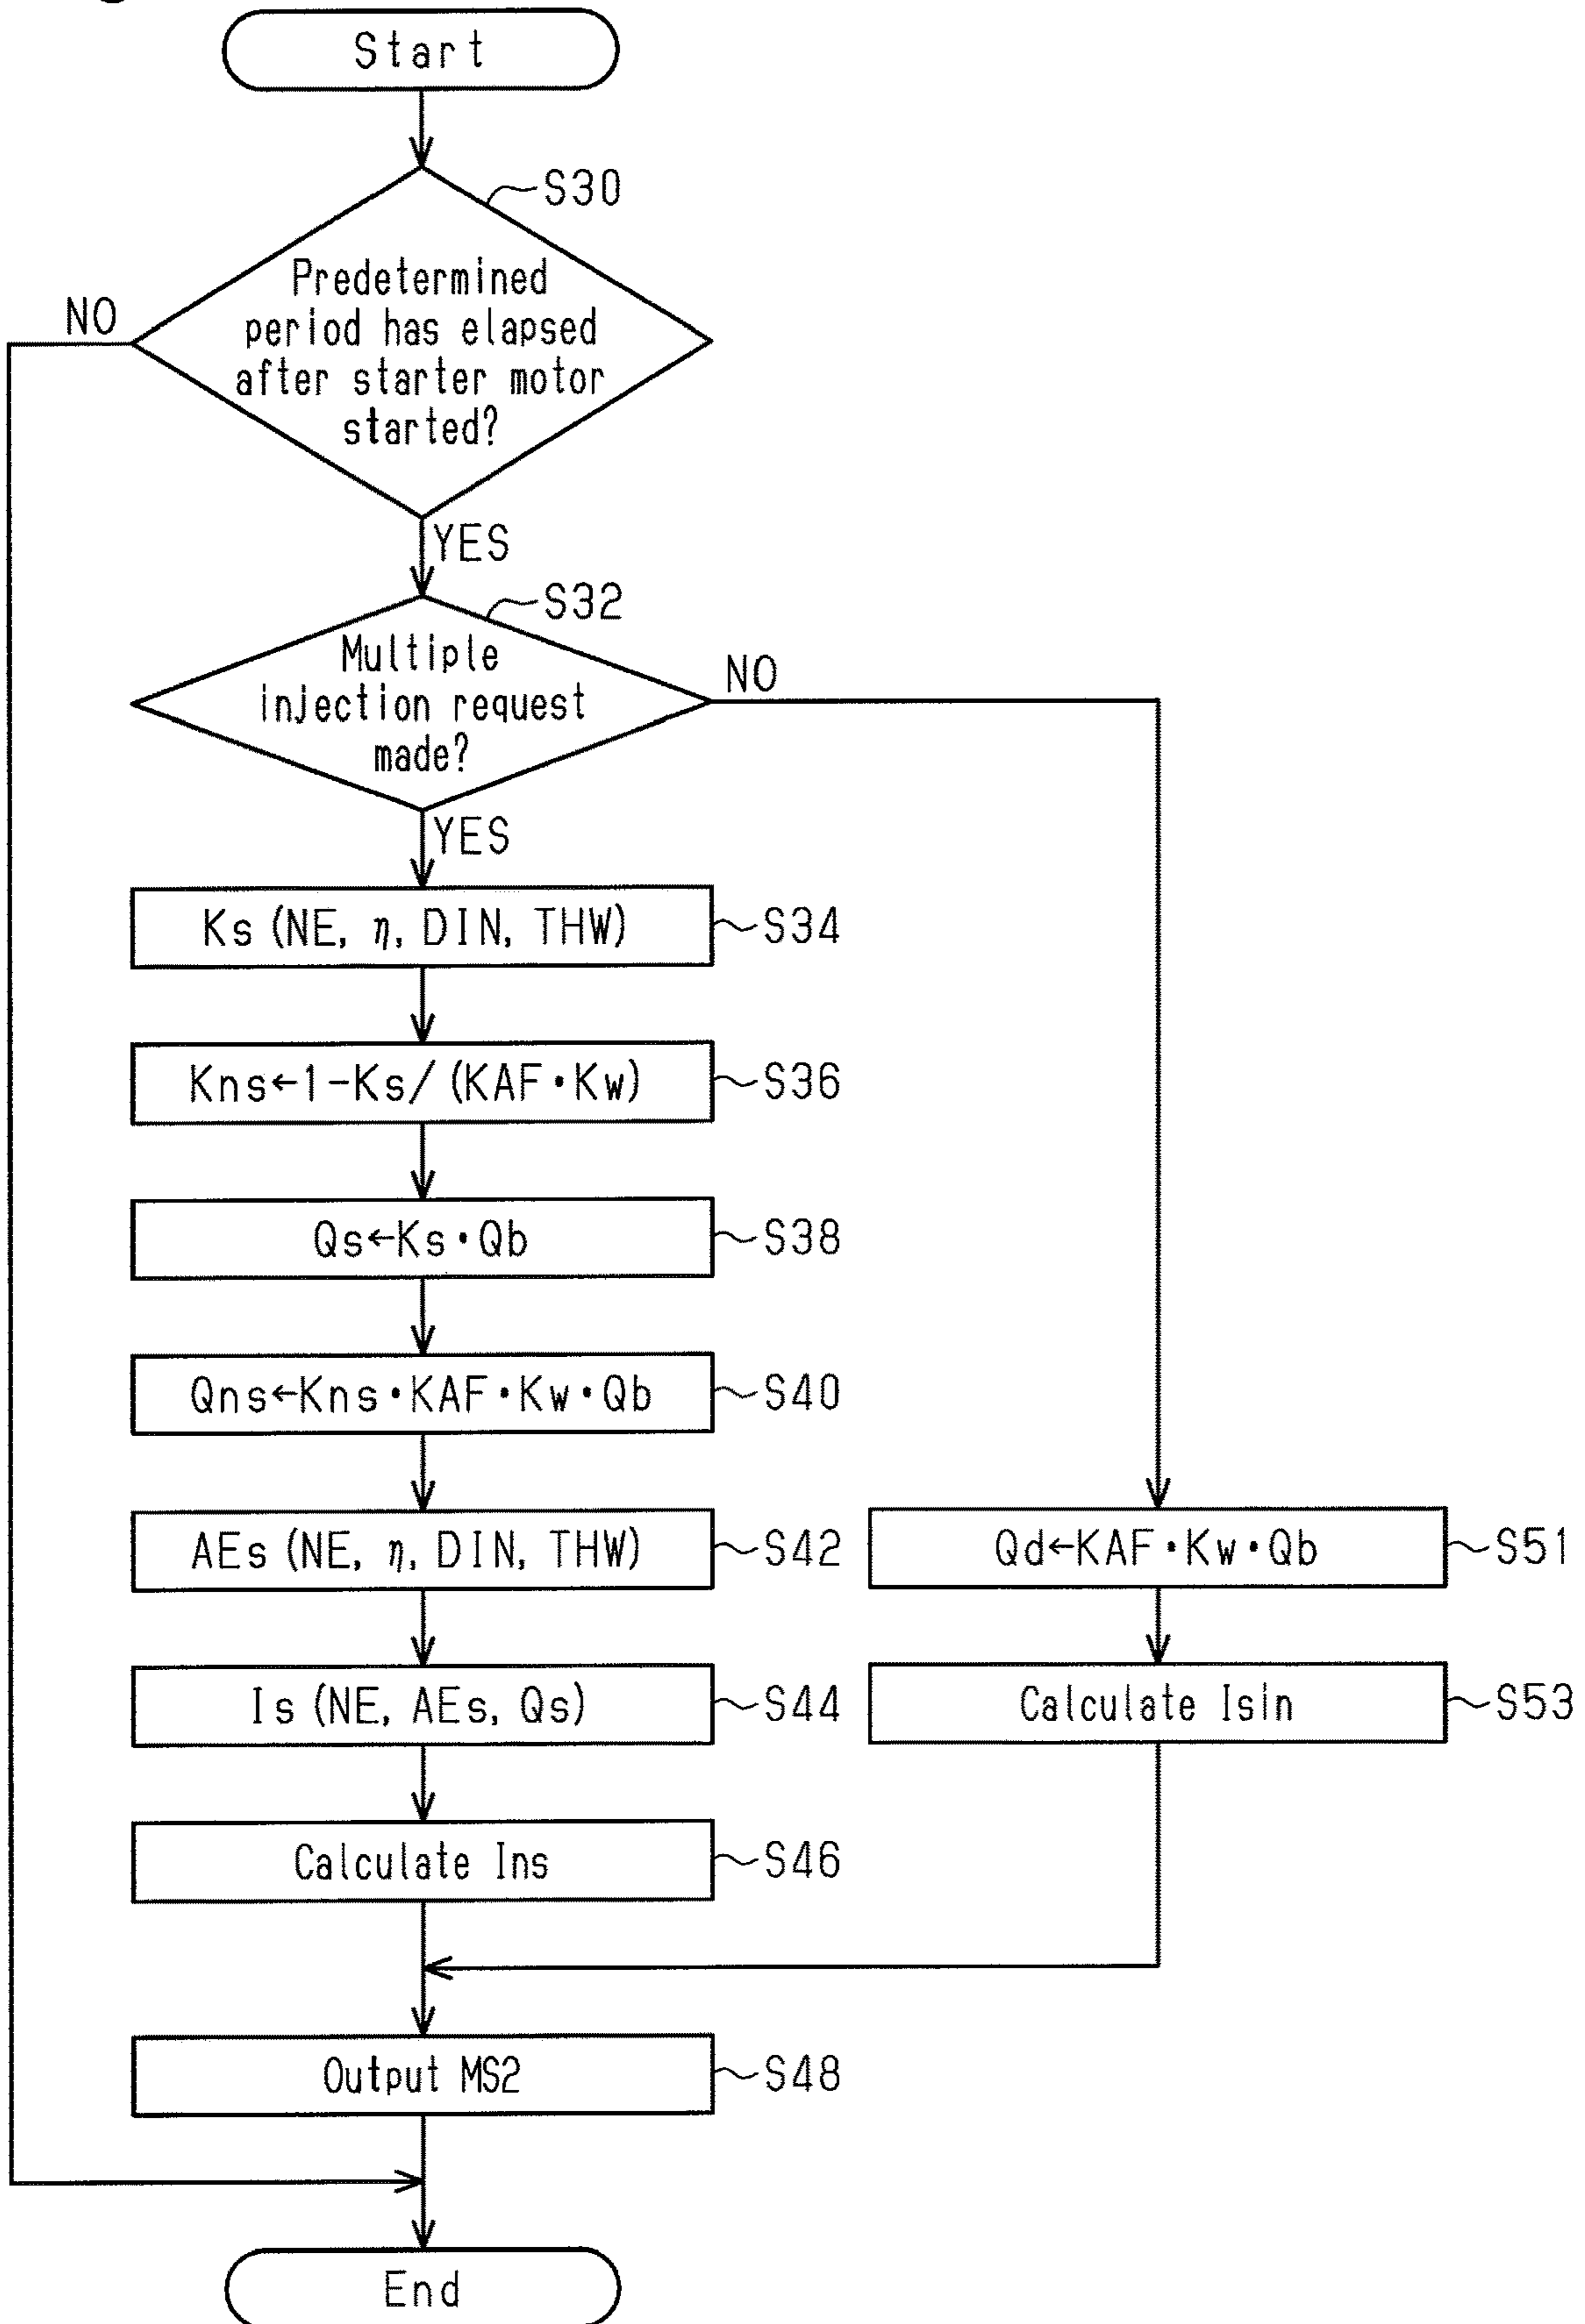 Start
S30
Predetermined
period has elapsed
after starter motor
started?
NO
YES
S32
Multiple
injection request
made?
NO
YES
Ks (NE, η, DIN, THW)
S34
Kns←1-Ks/(KAF·Kw)
S36
Qs←Ks·Qb
S38
Qns←Kns·KAF·Kw·Qb
S40
AEs (NE, η, DIN, THW)
S42
Qd←KAF·Kw·Qb
S51
Is (NE, AEs, Qs)
S44
Calculate Isin
S53
Calculate Ins
S46
Output MS2
S48
End